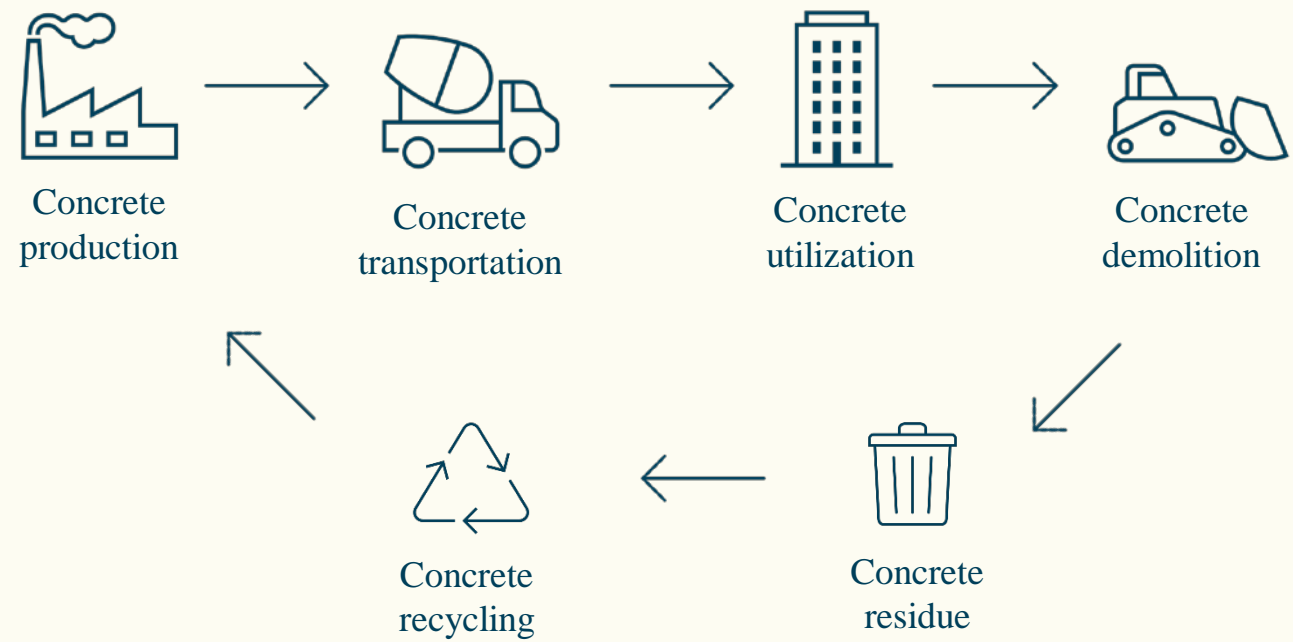 Concrete
production
Concrete
transportation
Concrete
utilization
Concrete
demolition
Concrete
recycling
Concrete
residue